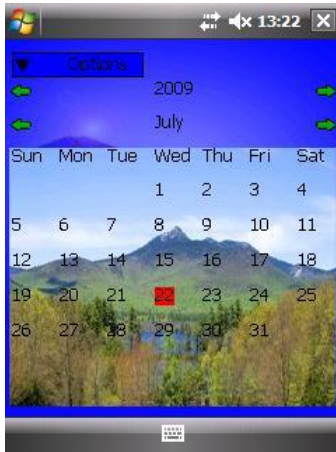 13:22
Options
2009
July
Sun Mon Tue Wed Thu Fri Sat
1 2 3 4
5 6 7 8 9 10 11
12 13 14 15 16 17 18
19 20 21 22 23 24 25
26 27 28 29 30 31